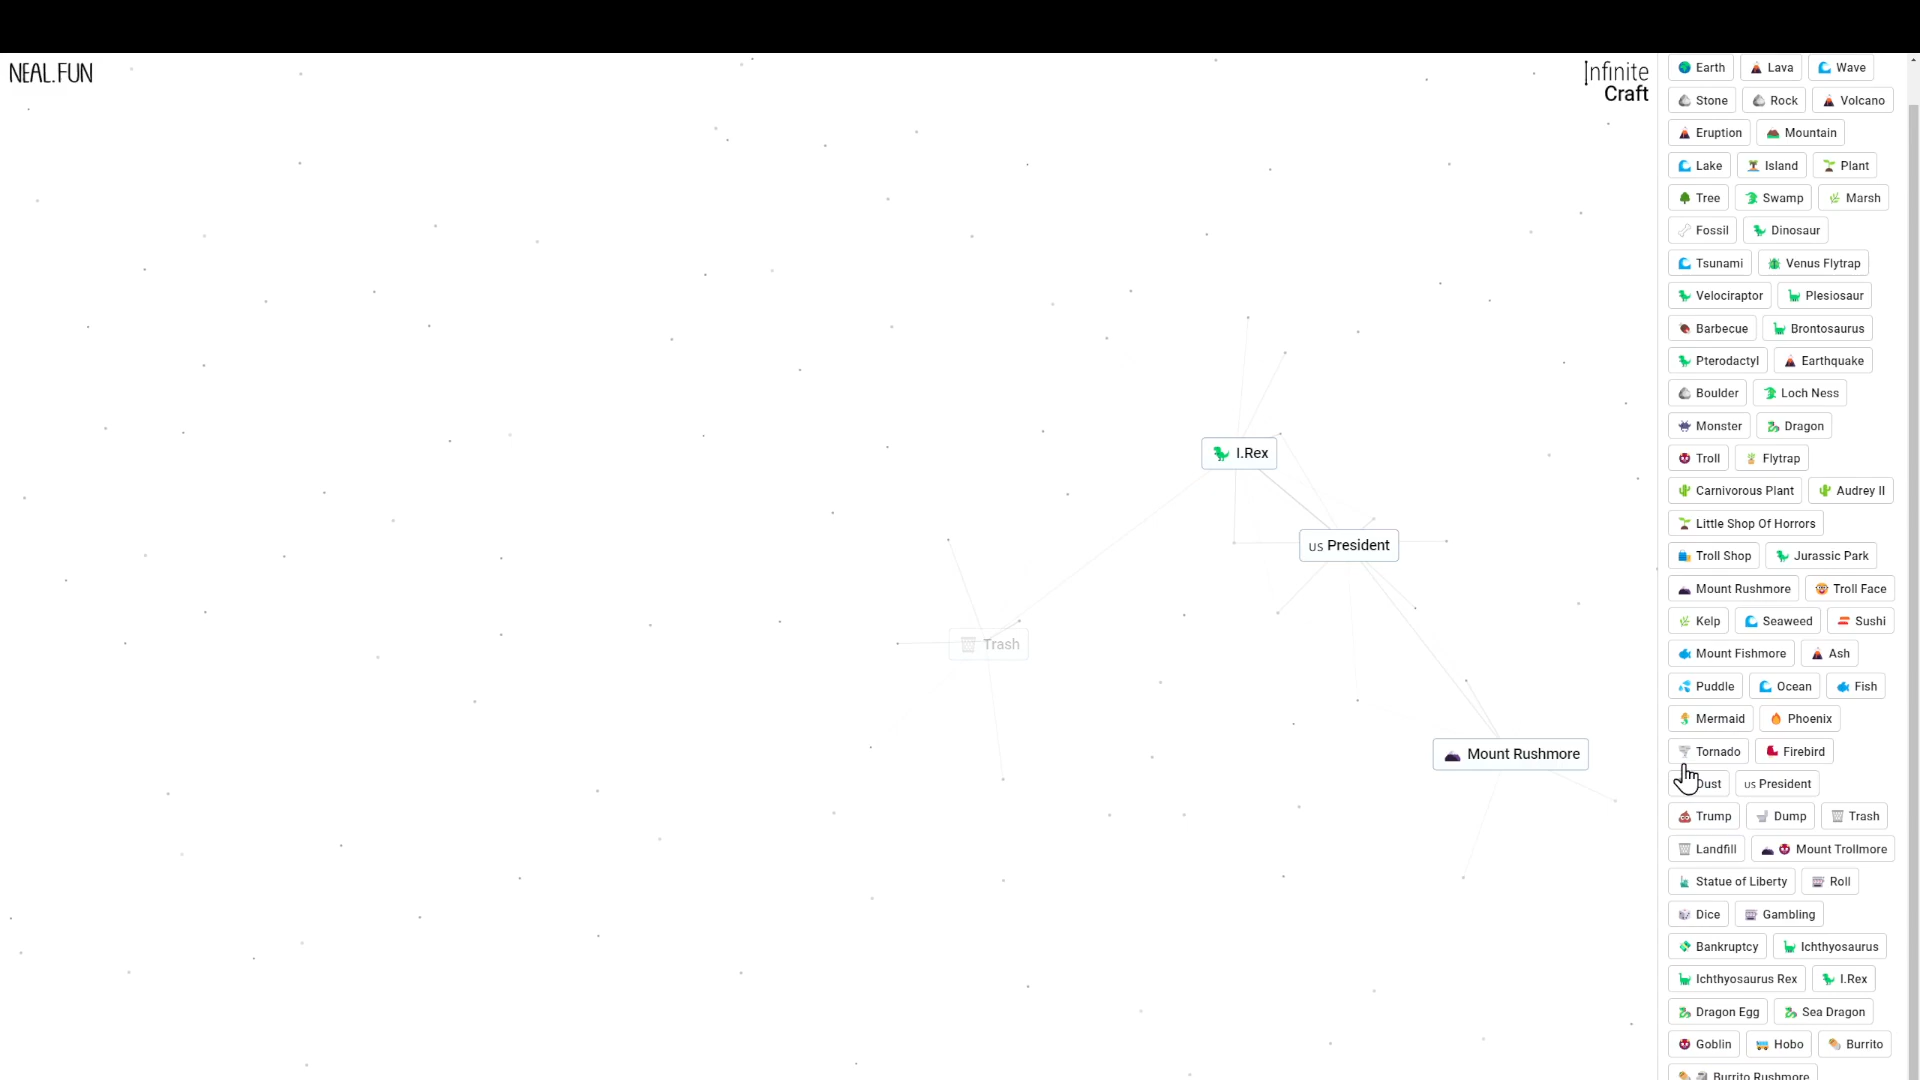 NEAL.FUN
Infinite
Craft
I.Rex
US President
Trash
Mount Rushmore
Earth Lava Wave
Stone Rock Volcano
Eruption Mountain
Lake Island Plant
Tree Swamp Marsh
Fossil Dinosaur
Tsunami Venus Flytrap
Velociraptor Plesiosaur
Barbecue Brontosaurus
Pterodactyl Earthquake
Boulder Loch Ness
Monster Dragon
Troll Flytrap
Carnivorous Plant Audrey II
Little Shop Of Horrors
Troll Shop Jurassic Park
Mount Rushmore Troll Face
Kelp Seaweed Sushi
Mount Fishmore Ash
Puddle Ocean Fish
Mermaid Phoenix
Tornado Firebird
Dust US President
Trump Dump Trash
Landfill Mount Trollmore
Statue of Liberty Roll
Dice Gambling
Bankruptcy Ichthyosaurus
Ichthyosaurus Rex I.Rex
Dragon Egg Sea Dragon
Goblin Hobo Burrito
Burrito Rushmore